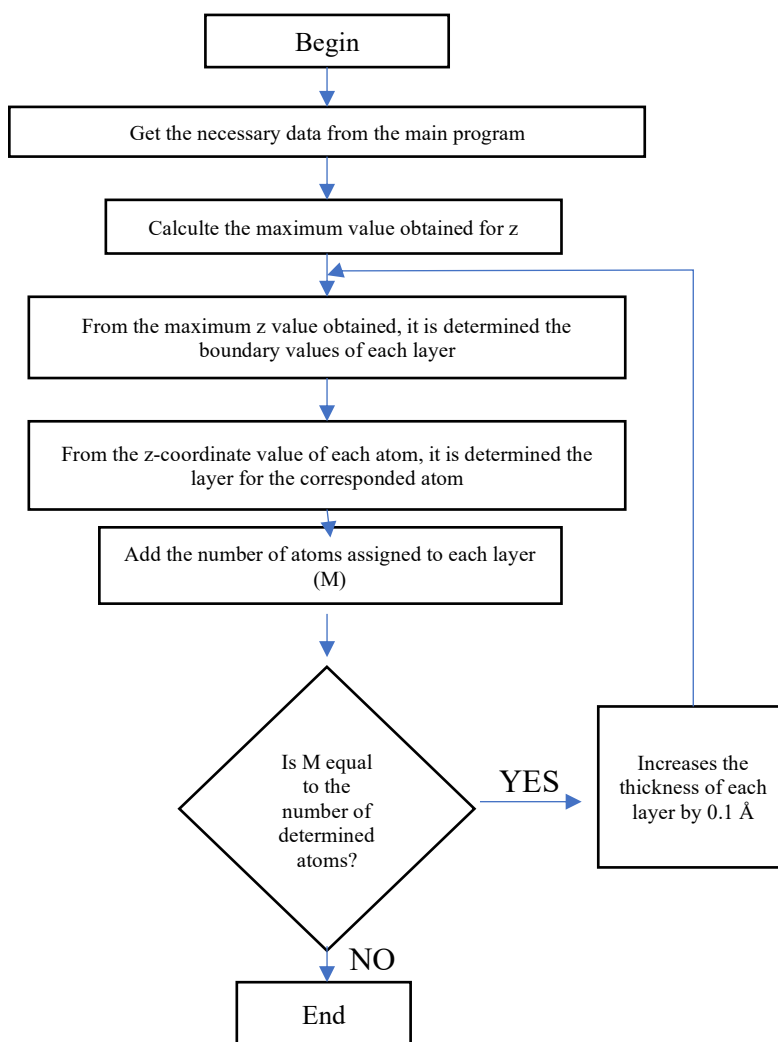 Begin
Get the necessary data from the main program
Calculte the maximum value obtained for z
From the maximum z value obtained, it is determined the
boundary values of each layer
From the z-coordinate value of each atom, it is determined the
layer for the corresponded atom
Add the number of atoms assigned to each layer
(M)
Is M equal
to the
number of
determined
atoms?
YES
Increases the
thickness of each
layer by 0.1 Å
NO
End